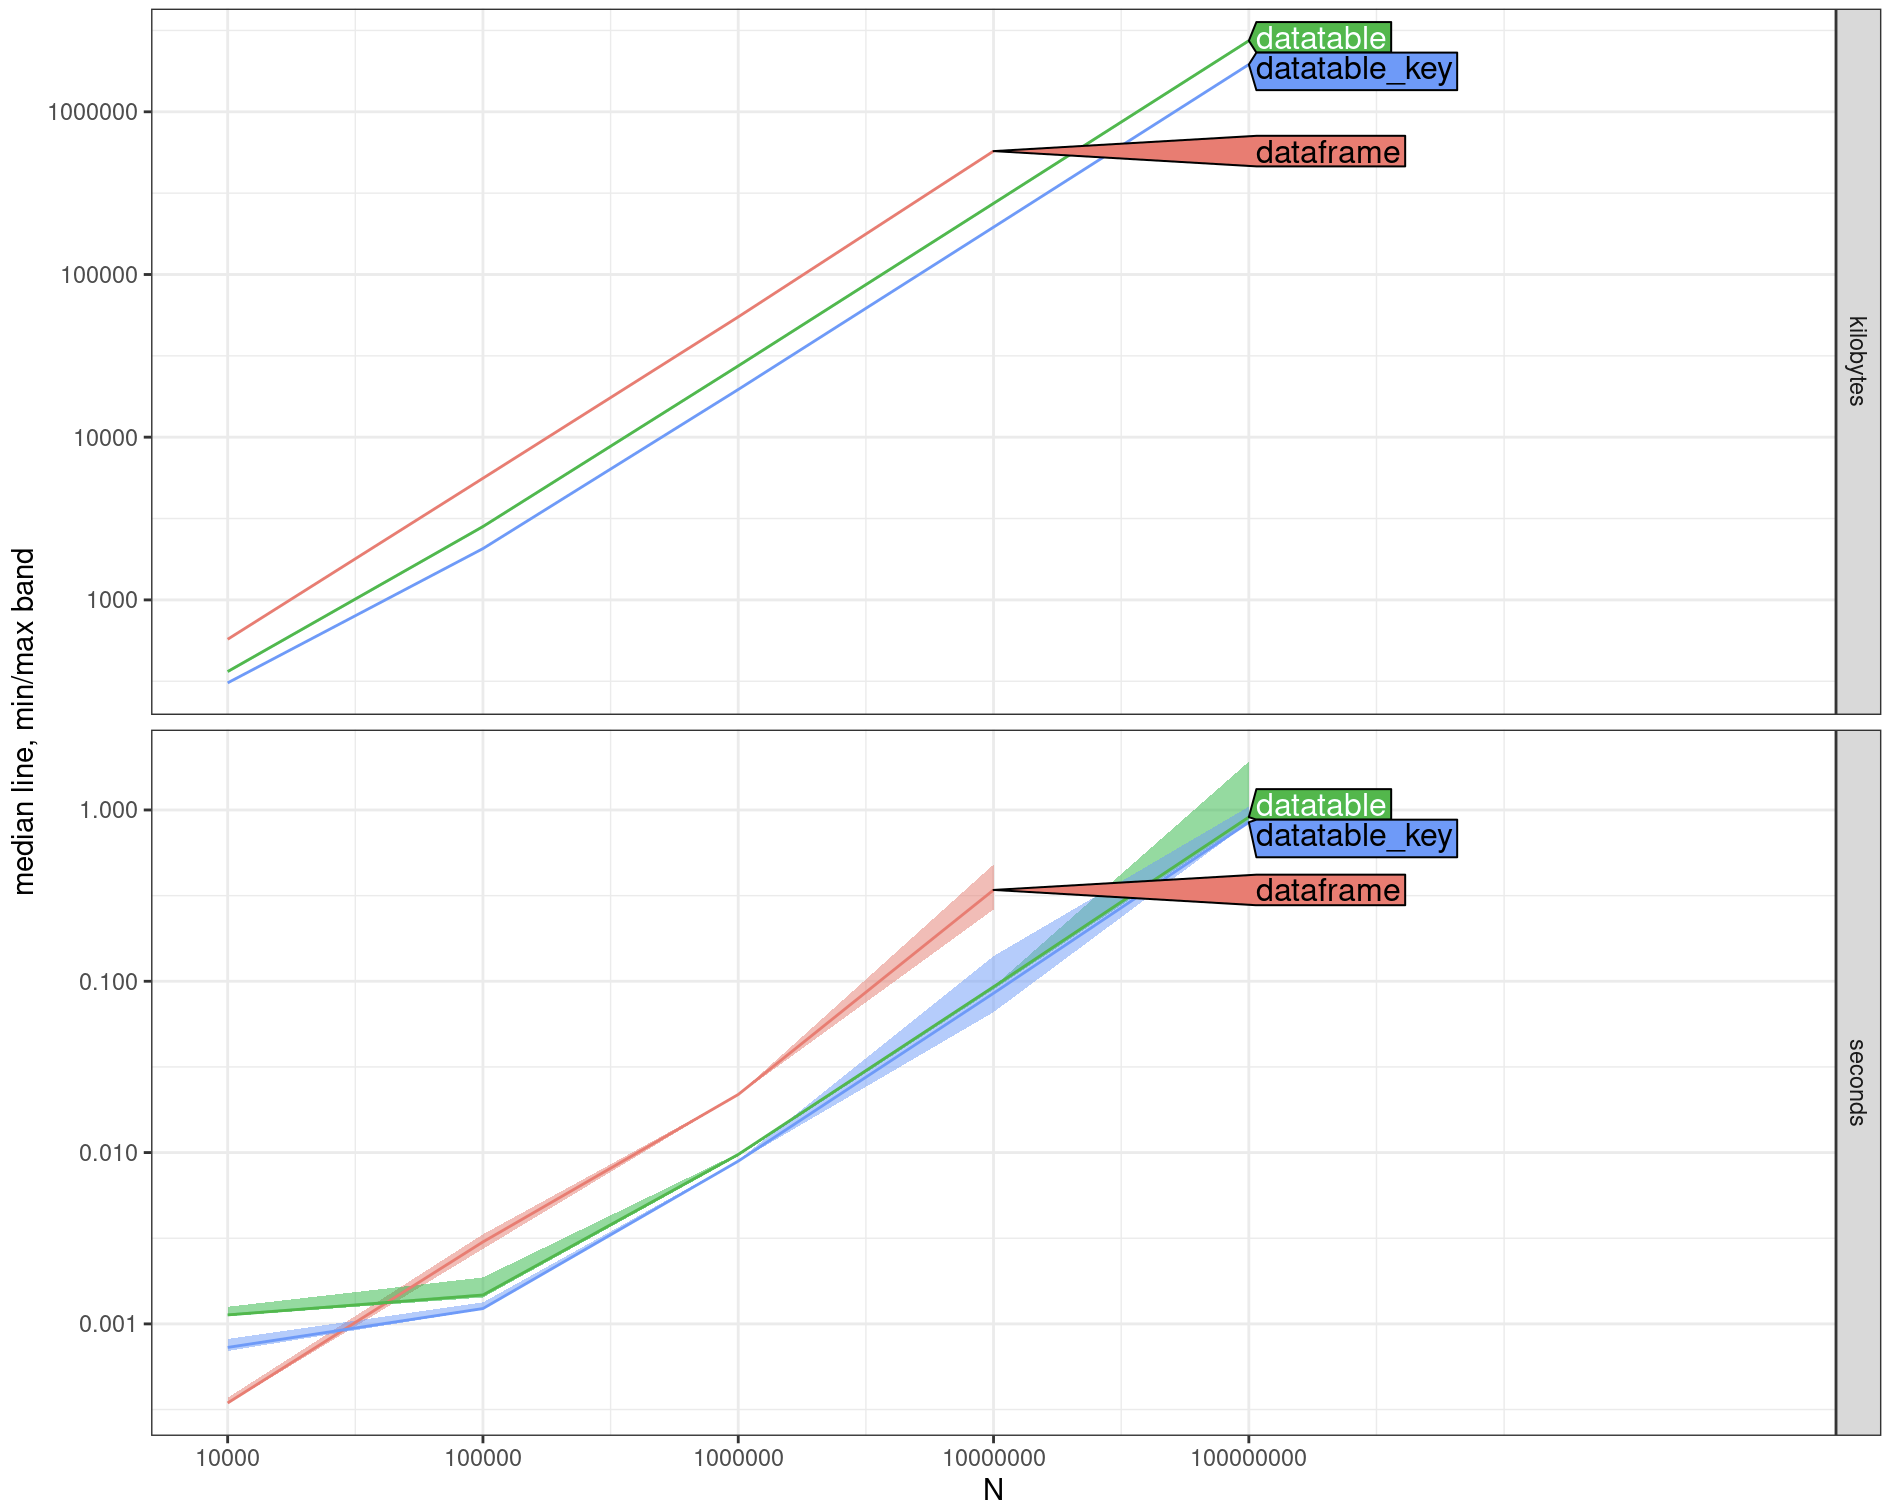 median line, min/max band
1000000
100000
10000
1000
datatable
datatable_key
dataframe
kilobytes
1.000
0.100
0.010
0.001
datatable
datatable_key
dataframe
seconds
10000
100000
1000000
10000000
100000000
N